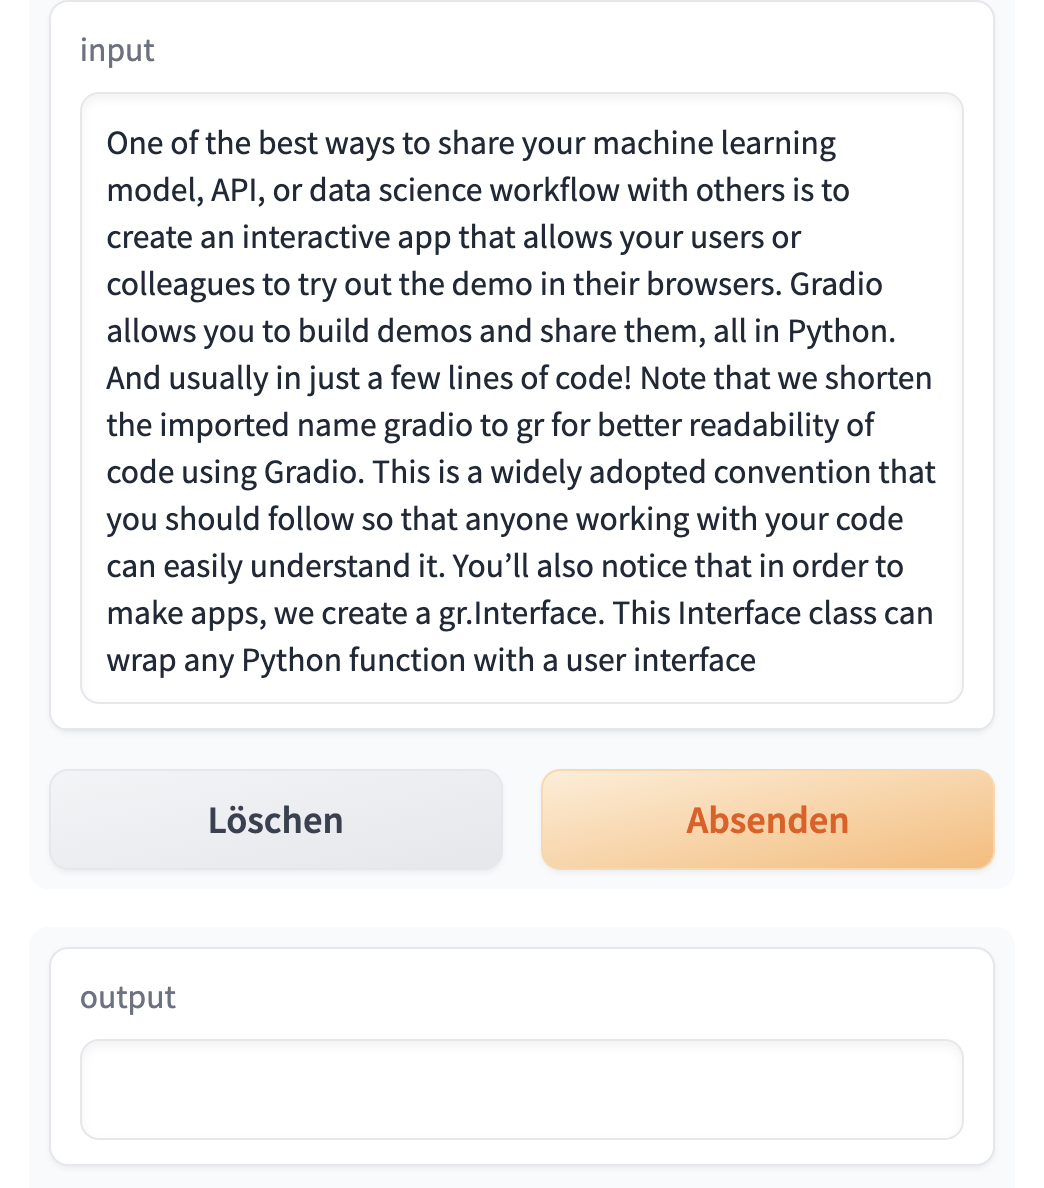 input
One of the best ways to share your machine learning
model, API, or data science workflow with others is to
create an interactive app that allows your users or
colleagues to try out the demo in their browsers. Gradio
allows you to build demos and share them, all in Python.
And usually in just a few lines of code! Note that we shorten
the imported name gradio to gr for better readability of
code using Gradio. This is a widely adopted convention that
you should follow so that anyone working with your code
can easily understand it. You’ll also notice that in order to
make apps, we create a gr.Interface. This Interface class can
wrap any Python function with a user interface
Löschen
Absenden
output